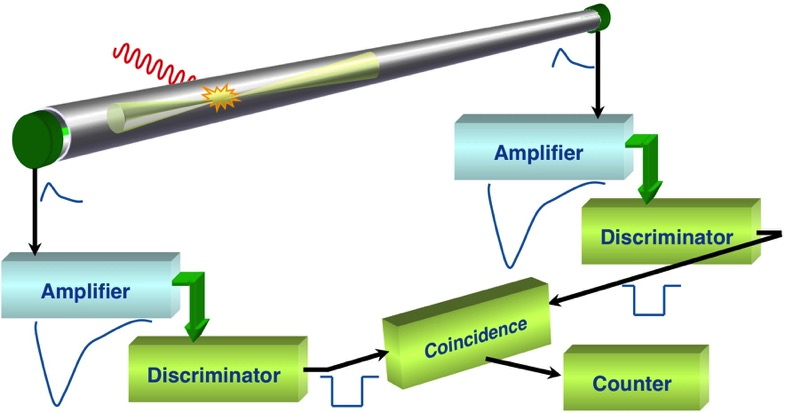 Amplifier
Discriminator
Amplifier
Discriminator
Coincidence
Counter